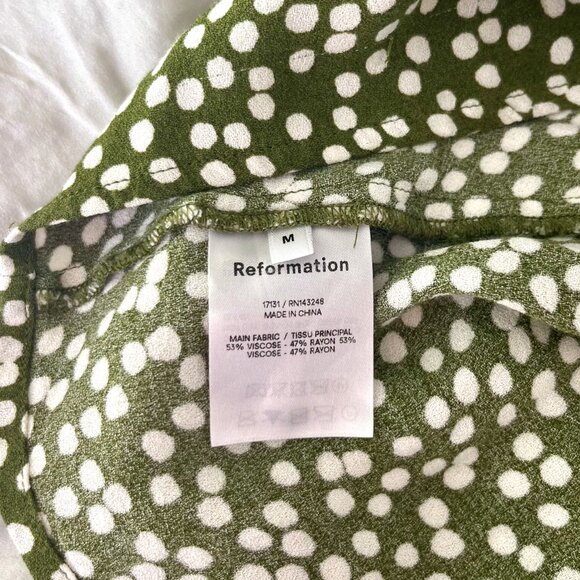 M
Reformation
17131 / RN143248
MADE IN CHINA
MAIN FABRIC / TISSU PRINCIPAL
53% VISCOSE - 47% RAYON 53%
VISCOSE - 47% RAYON